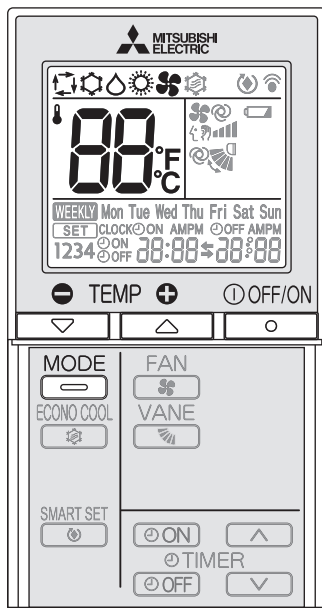 MITSUBISHI
ELECTRIC
88°F
°C
WEEKLY Mon Tue Wed Thu Fri Sat Sun
SET CLOCK ON AMPM OFF AMPM
1234 ON OFF 88:88 88:88
TEMP OFF/ON
MODE FAN
ECONO COOL VANE
SMART SET
ON
TIMER
OFF